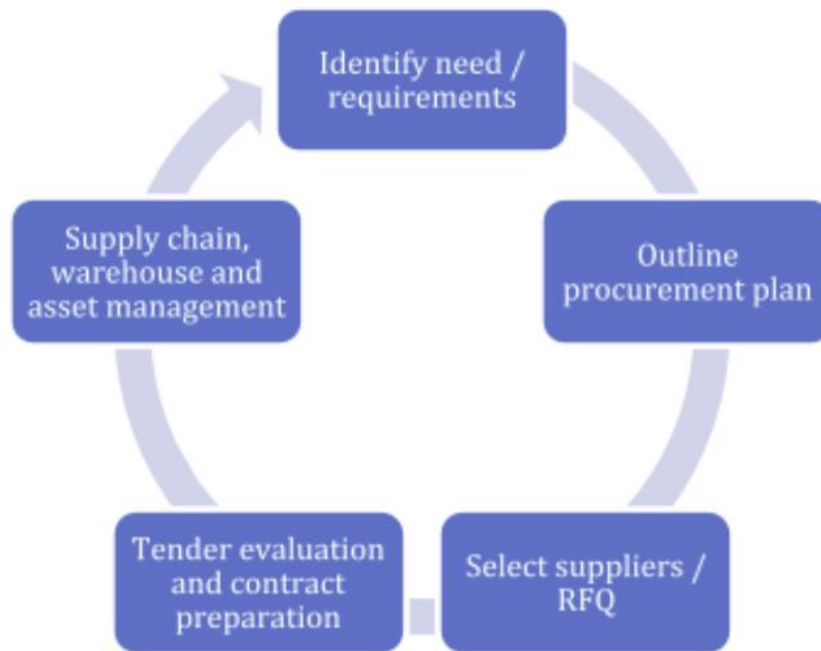 Identify need /
requirements
Outline
procurement plan
Select suppliers /
RFQ
Tender evaluation
and contract
preparation
Supply chain,
warehouse and
asset management